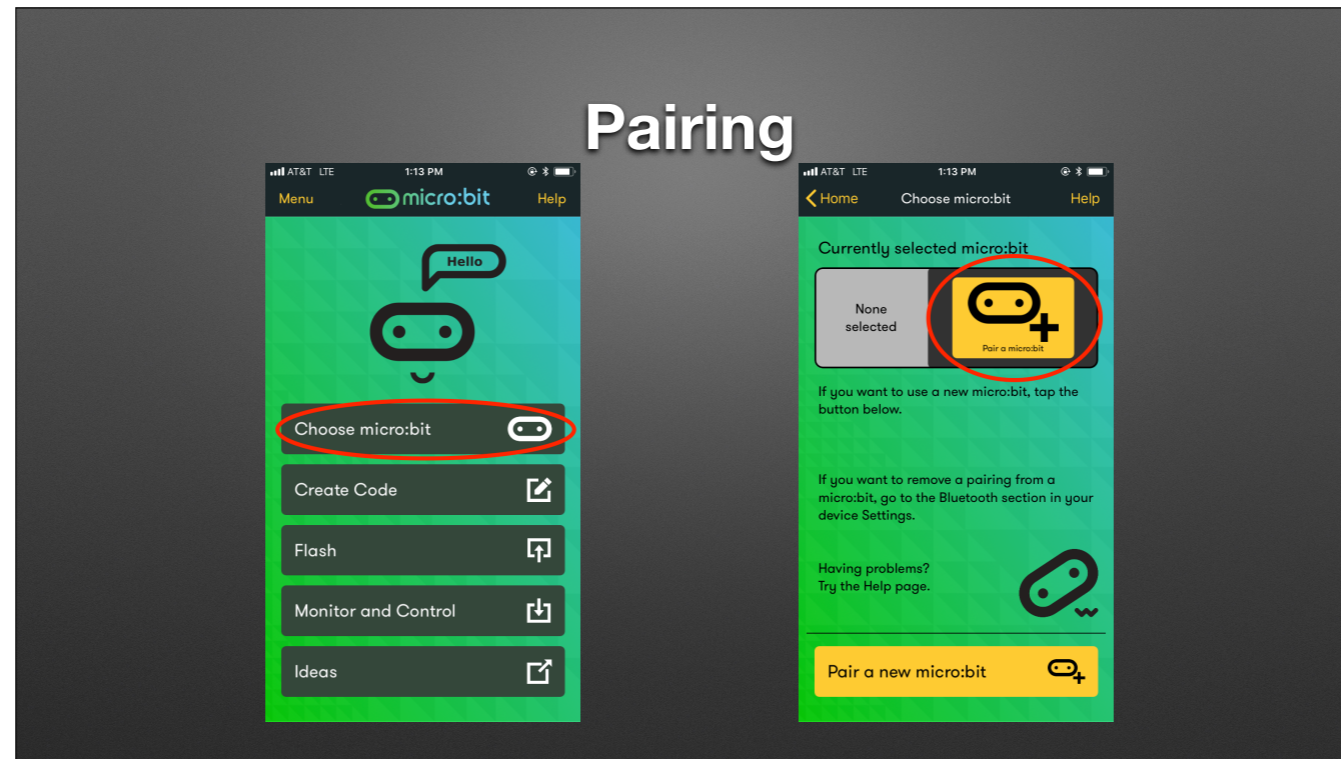 Pairing
AT&T LTE 1:13 PM
Menu micro:bit Help
Hello
Choose micro:bit
Create Code
Flash
Monitor and Control
Ideas
AT&T LTE 1:13 PM
Home Choose micro:bit Help
Currently selected micro:bit
None
selected
Pair a micro:bit
If you want to use a new micro:bit, tap the
button below.
If you want to remove a pairing from a
micro:bit, go to the Bluetooth section in your
device Settings.
Having problems?
Try the Help page.
Pair a new micro:bit